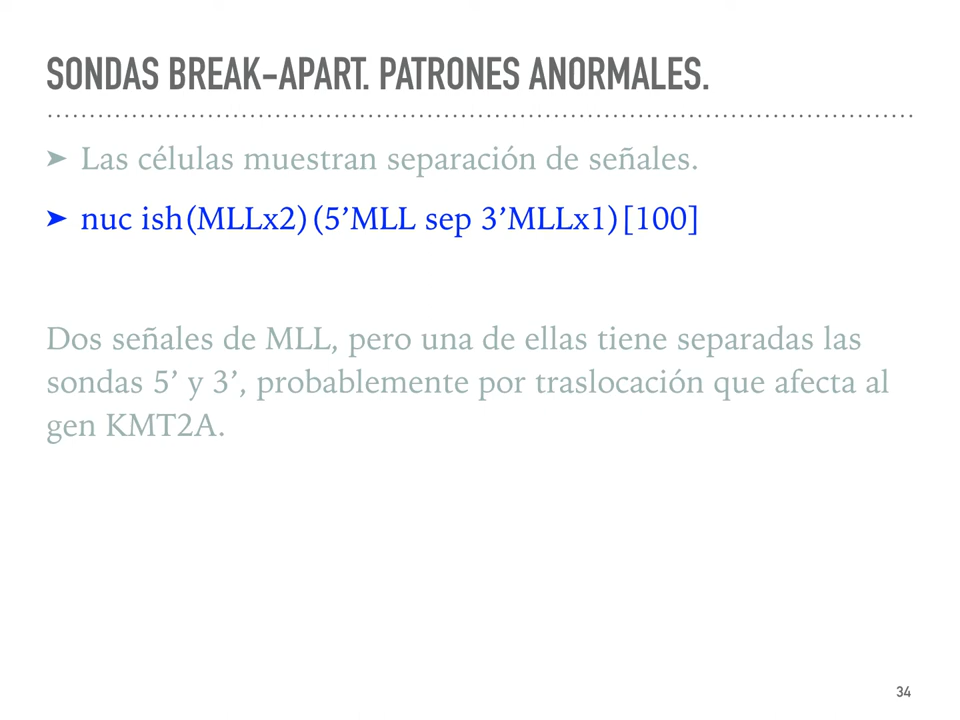 SONDAS BREAK-APART. PATRONES ANORMALES.
➤ Las células muestran separación de señales.
➤ nuc ish(MLLx2)(5’MLL sep 3’MLLx1)[100]
Dos señales de MLL, pero una de ellas tiene separadas las
sondas 5’ y 3’, probablemente por traslocación que afecta al
gen KMT2A.
34